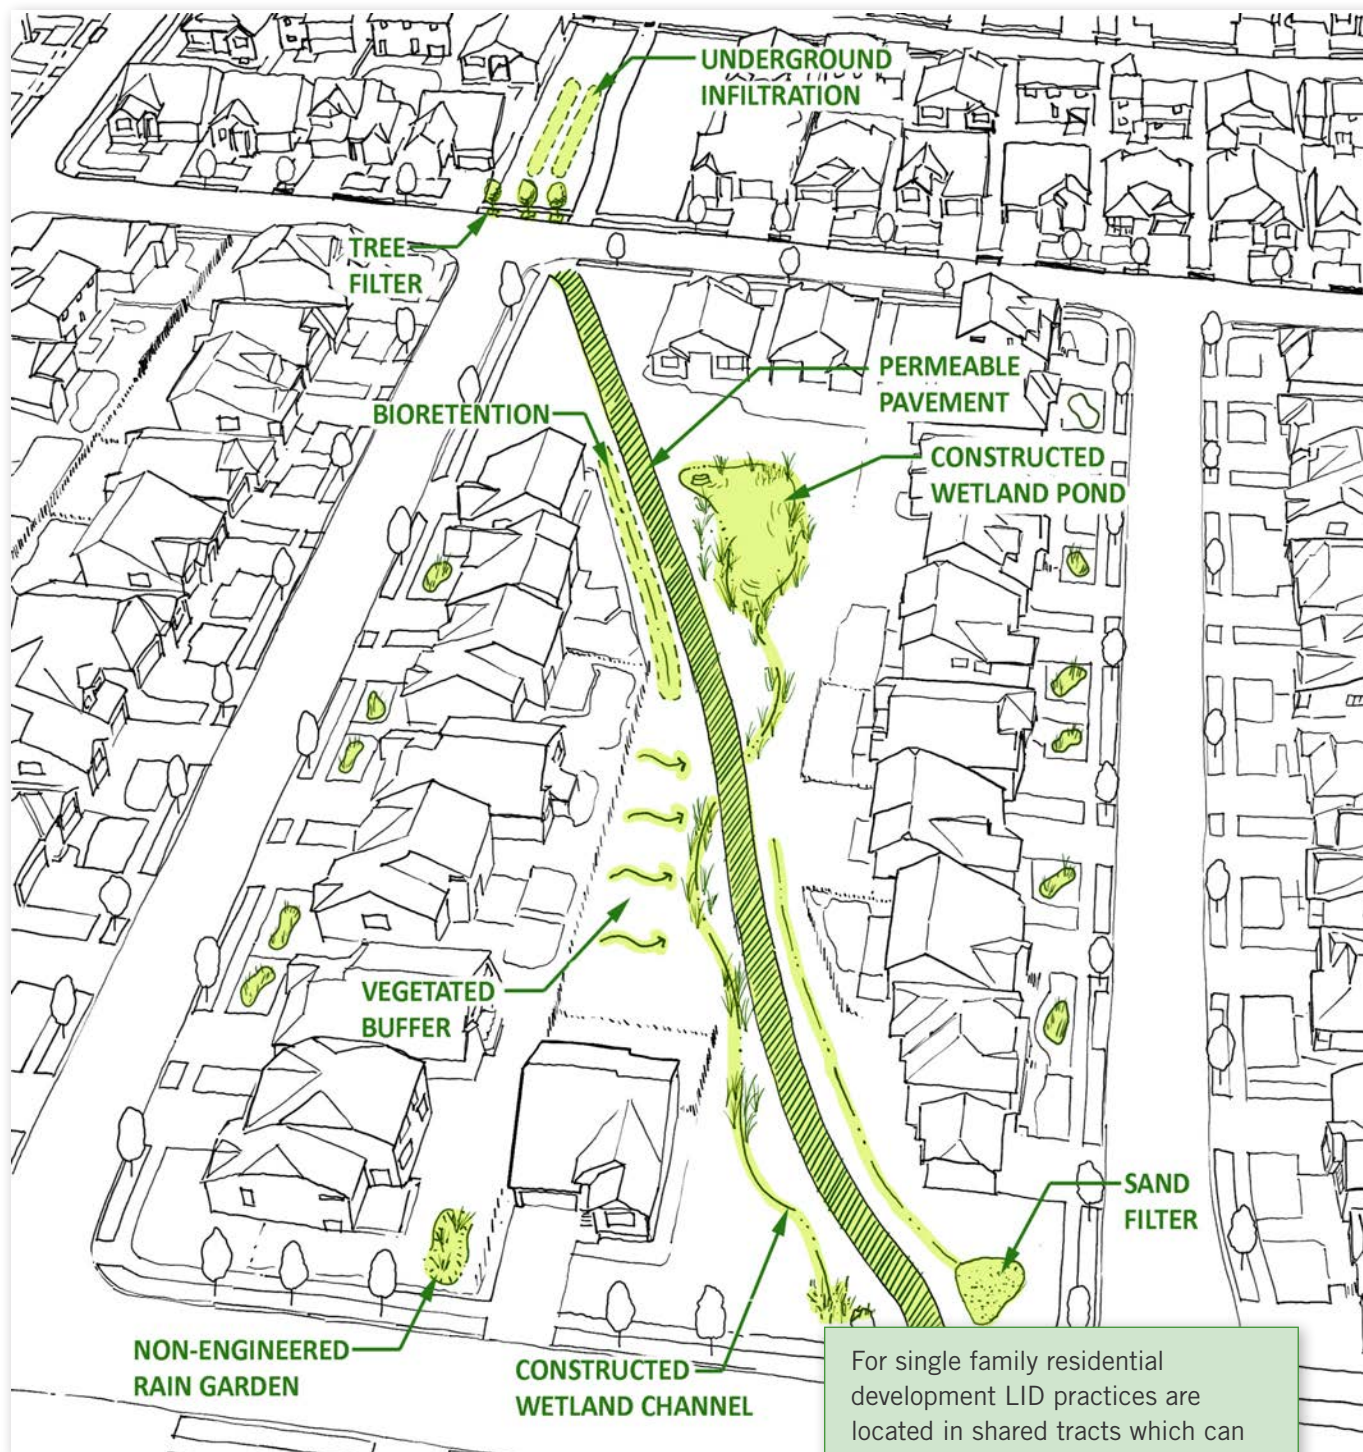 UNDERGROUND
INFILTRATION
TREE
FILTER
PERMEABLE
PAVEMENT
BIORETENTION
CONSTRUCTED
WETLAND POND
VEGETATED
BUFFER
SAND
FILTER
NON-ENGINEERED
RAIN GARDEN
CONSTRUCTED
WETLAND CHANNEL
For single family residential
development LID practices are
located in shared tracts which can